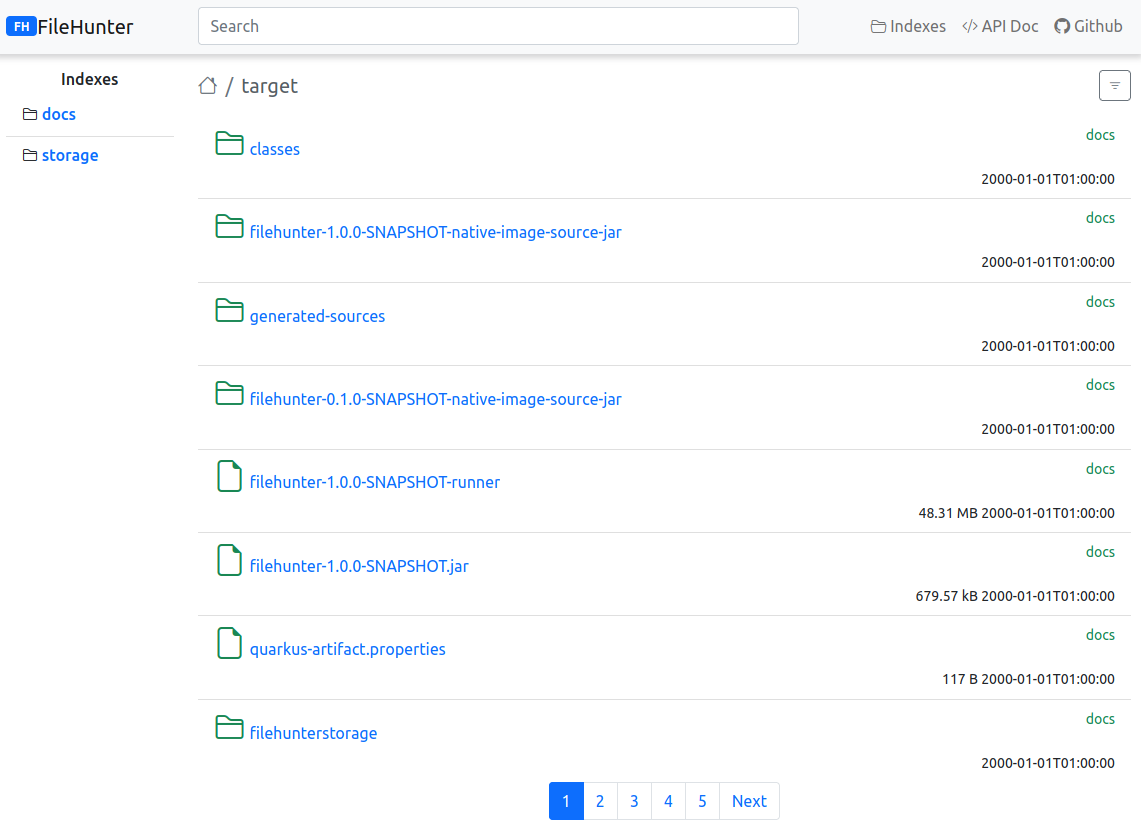 FH FileHunter Search Indexes API Doc Github
Indexes
docs
storage
/ target
docs
classes
2000-01-01T01:00:00
docs
filehunter-1.0.0-SNAPSHOT-native-image-source-jar
2000-01-01T01:00:00
docs
generated-sources
2000-01-01T01:00:00
docs
filehunter-0.1.0-SNAPSHOT-native-image-source-jar
2000-01-01T01:00:00
docs
filehunter-1.0.0-SNAPSHOT-runner
48.31 MB 2000-01-01T01:00:00
docs
filehunter-1.0.0-SNAPSHOT.jar
679.57 kB 2000-01-01T01:00:00
docs
quarkus-artifact.properties
117 B 2000-01-01T01:00:00
docs
filehunterstorage
2000-01-01T01:00:00
1 2 3 4 5 Next